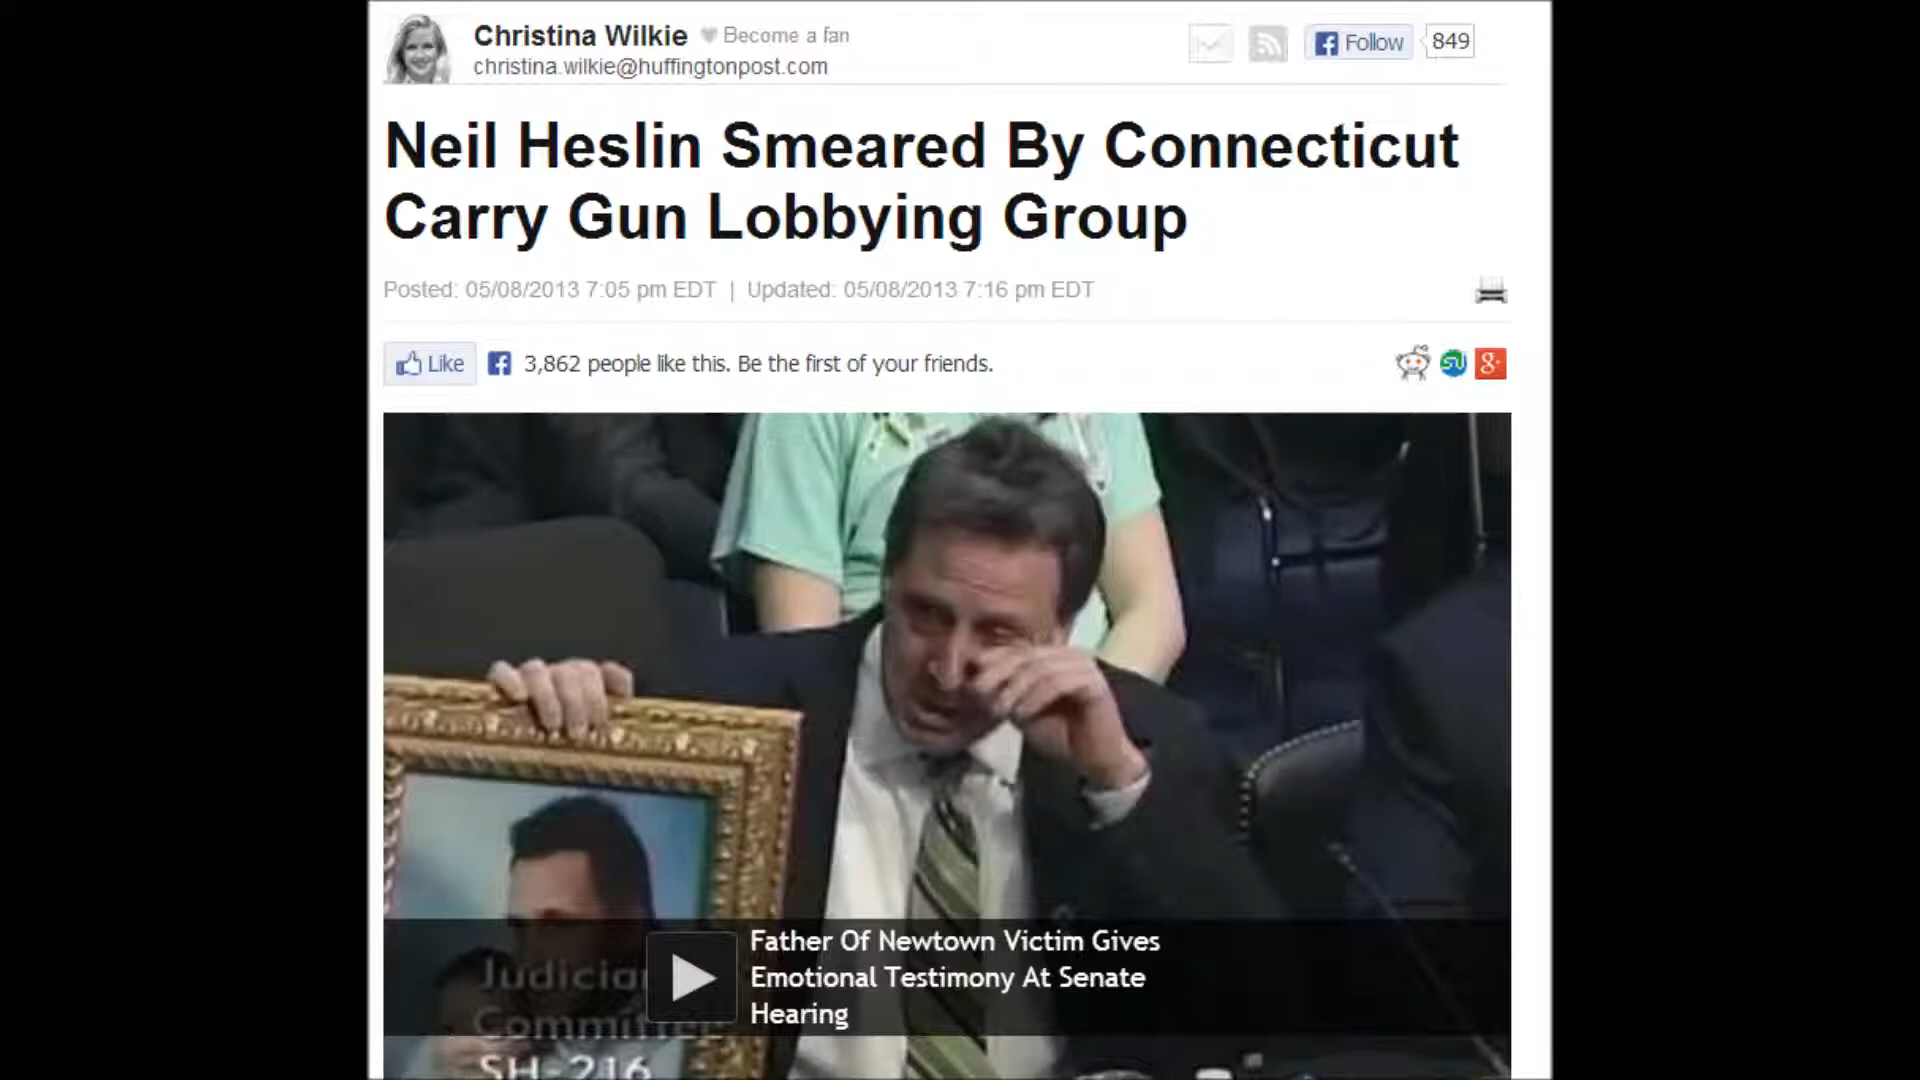 Christina Wilkie Become a fan
christina.wilkie@huffingtonpost.com
Follow 849
Neil Heslin Smeared By Connecticut
Carry Gun Lobbying Group
Posted: 05/08/2013 7:05 pm EDT | Updated: 05/08/2013 7:16 pm EDT
Like 3,862 people like this. Be the first of your friends.
Father Of Newtown Victim Gives
Emotional Testimony At Senate
Hearing
SH-216